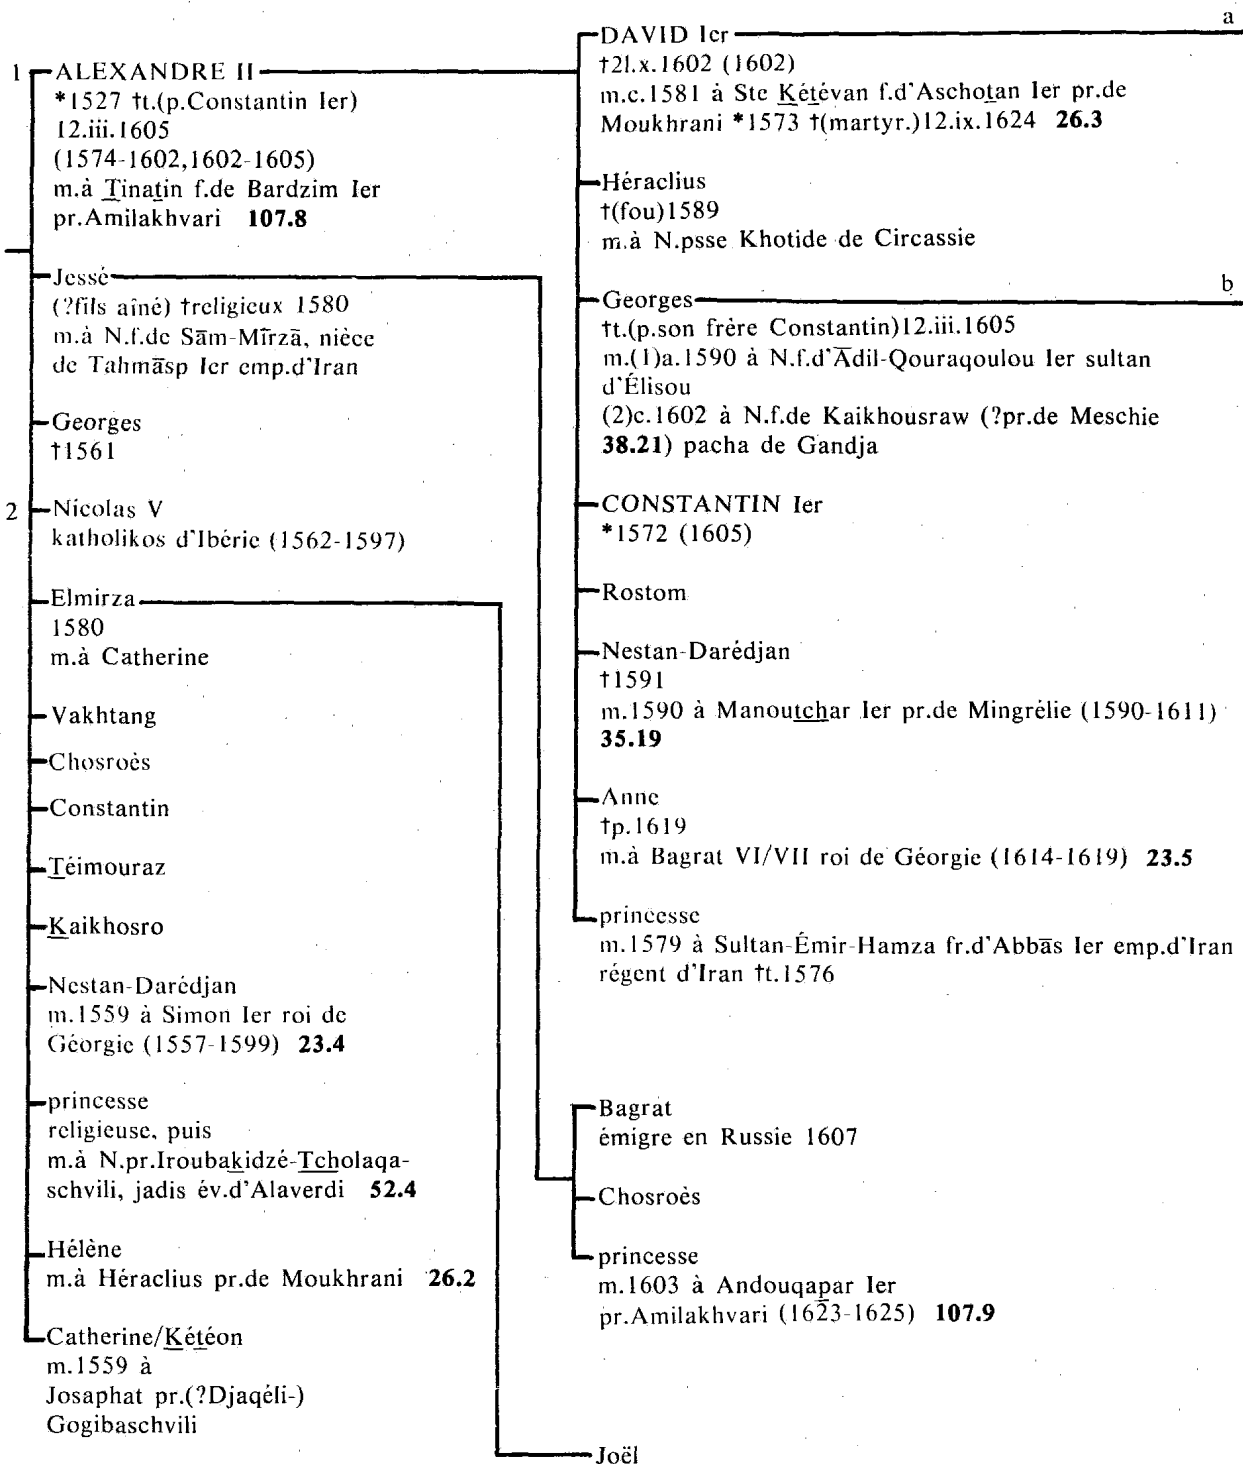 1 ALEXANDRE II
*1527 †t.(p.Constantin Ier)
12.iii.1605
(1574-1602,1602-1605)
m.à Tinatin f.de Bardzim Ier
pr.Amilakhvari 107.8
Jessé
(?fils aîné) †religieux 1580
m.à N.f.de Sām-Mīrzā, nièce
de Tahmāsp Ier emp.d'Iran
Georges
†1561
2 Nicolas V
katholikos d'Ibérie (1562-1597)
Elmirza
1580
m.à Catherine
Vakhtang
Chosroès
Constantin
Téimouraz
Kaikhosro
Nestan-Darédjan
m.1559 à Simon Ier roi de
Géorgie (1557-1599) 23.4
princesse
religieuse, puis
m.à N.pr.Iroubakidzé-Tcholaqa-
schvili, jadis év.d'Alaverdi 52.4
Hélène
m.à Héraclius pr.de Moukhrani 26.2
Catherine/Kétéon
m.1559 à
Josaphat pr.(?Djaqéli-)
Gogibaschvili
a
DAVID Ier
†21.x.1602 (1602)
m.c.1581 à Ste Kétévan f.d'Aschotan Ier pr.de
Moukhrani *1573 †(martyr.)12.ix.1624 26.3
Héraclius
†(fou)1589
m.à N.psse Khotide de Circassie
b
Georges
†t.(p.son frère Constantin)12.iii.1605
m.(1)a.1590 à N.f.d'Ādil-Qouraqoulou Ier sultan
d'Élisou
(2)c.1602 à N.f.de Kaikhousraw (?pr.de Meschie
38.21) pacha de Gandja
CONSTANTIN Ier
*1572 (1605)
Rostom
Nestan-Darédjan
†1591
m.1590 à Manoutchar Ier pr.de Mingrélie (1590-1611)
35.19
Anne
†p.1619
m.à Bagrat VI/VII roi de Géorgie (1614-1619) 23.5
princesse
m.1579 à Sultan-Émir-Hamza fr.d'Abbās Ier emp.d'Iran
régent d'Iran †t.1576
Bagrat
émigre en Russie 1607
Chosroès
princesse
m.1603 à Andouqapar Ier
pr.Amilakhvari (1623-1625) 107.9
Joël